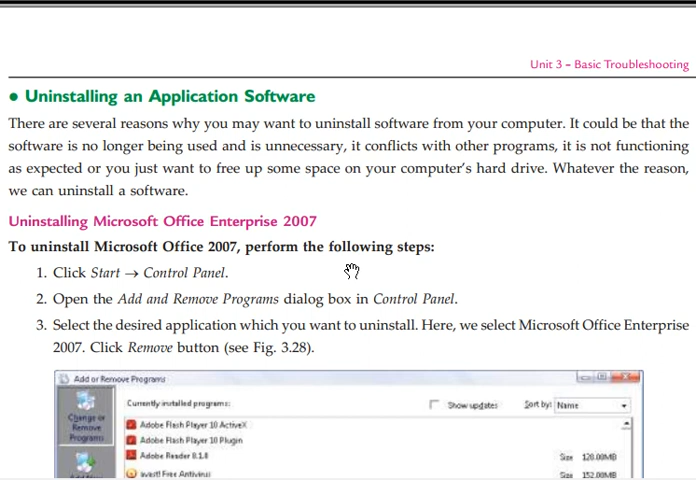 Unit 3 – Basic Troubleshooting
• Uninstalling an Application Software
There are several reasons why you may want to uninstall software from your computer. It could be that the
software is no longer being used and is unnecessary, it conflicts with other programs, it is not functioning
as expected or you just want to free up some space on your computer's hard drive. Whatever the reason,
we can uninstall a software.
Uninstalling Microsoft Office Enterprise 2007
To uninstall Microsoft Office 2007, perform the following steps:
1. Click Start → Control Panel.
2. Open the Add and Remove Programs dialog box in Control Panel.
3. Select the desired application which you want to uninstall. Here, we select Microsoft Office Enterprise
2007. Click Remove button (see Fig. 3.28).
Add or Remove Programs
Change or
Remove
Programs
Currently installed programs:
Show updates
Sort by: Name
Adobe Flash Player 10 ActiveX
Adobe Flash Player 10 Plugin
Adobe Reader 8.1.8 Size 128.00MB
avast! Free Antivirus Size 152.00MB